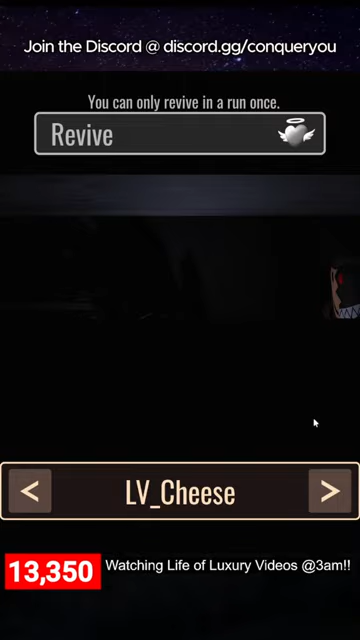 Join the Discord @ discord.gg/conqueryou
You can only revive in a run once.
Revive
< LV_Cheese >
13,350 Watching Life of Luxury Videos @3am!!